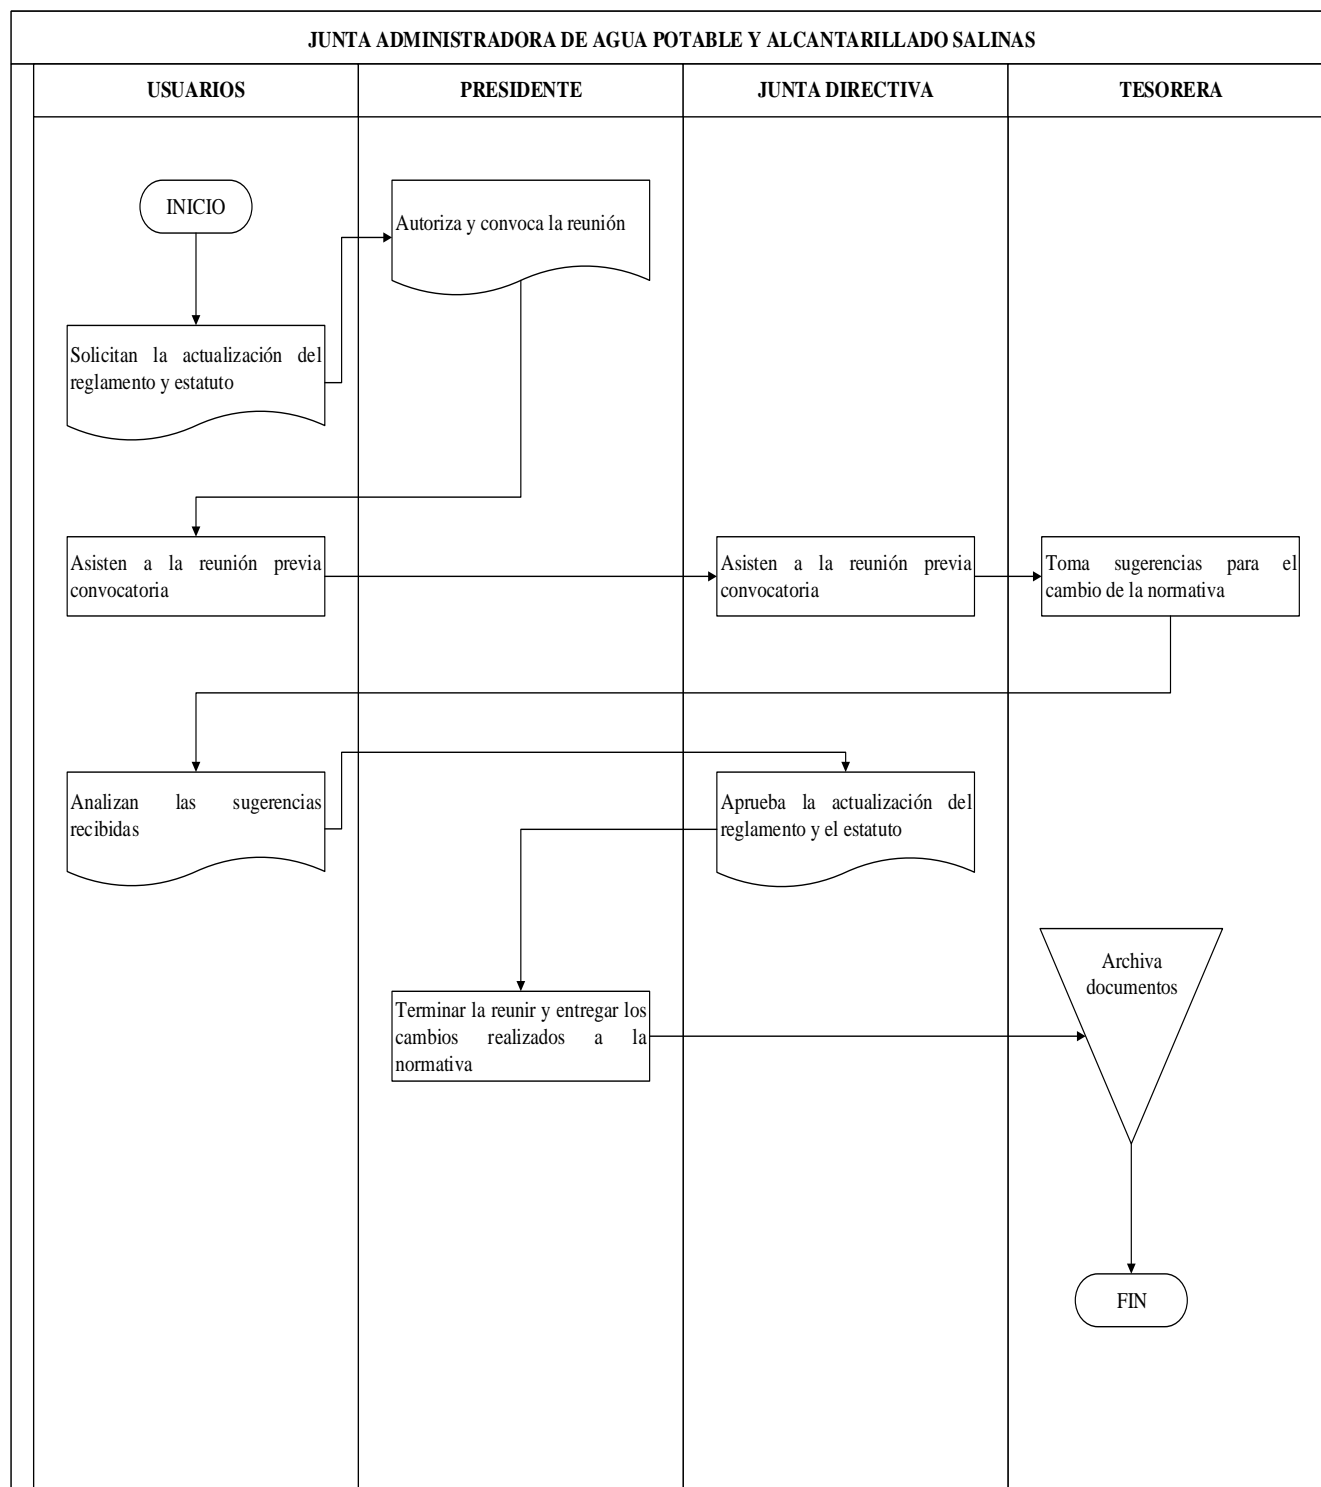 JUNTA ADMINISTRADORA DE AGUA POTABLE Y ALCANTARILLADO SALINAS
USUARIOS
PRESIDENTE
JUNTA DIRECTIVA
TESORERA
INICIO
Autoriza y convoca la reunión
Solicitan la actualización del
reglamento y estatuto
Asisten a la reunión previa
convocatoria
Asisten a la reunión previa
convocatoria
Toma sugerencias para el
cambio de la normativa
Analizan las sugerencias
recibidas
Aprueba la actualización del
reglamento y el estatuto
Terminar la reunir y entregar los
cambios realizados a la
normativa
Archiva
documentos
FIN